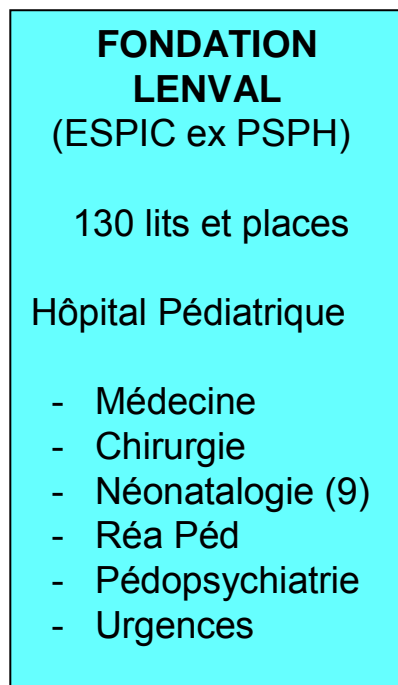 FONDATION
LENVAL
(ESPIC ex PSPH)
130 lits et places
Hôpital Pédiatrique
- Médecine
- Chirurgie
- Néonatalogie (9)
- Réa Péd
- Pédopsychiatrie
- Urgences